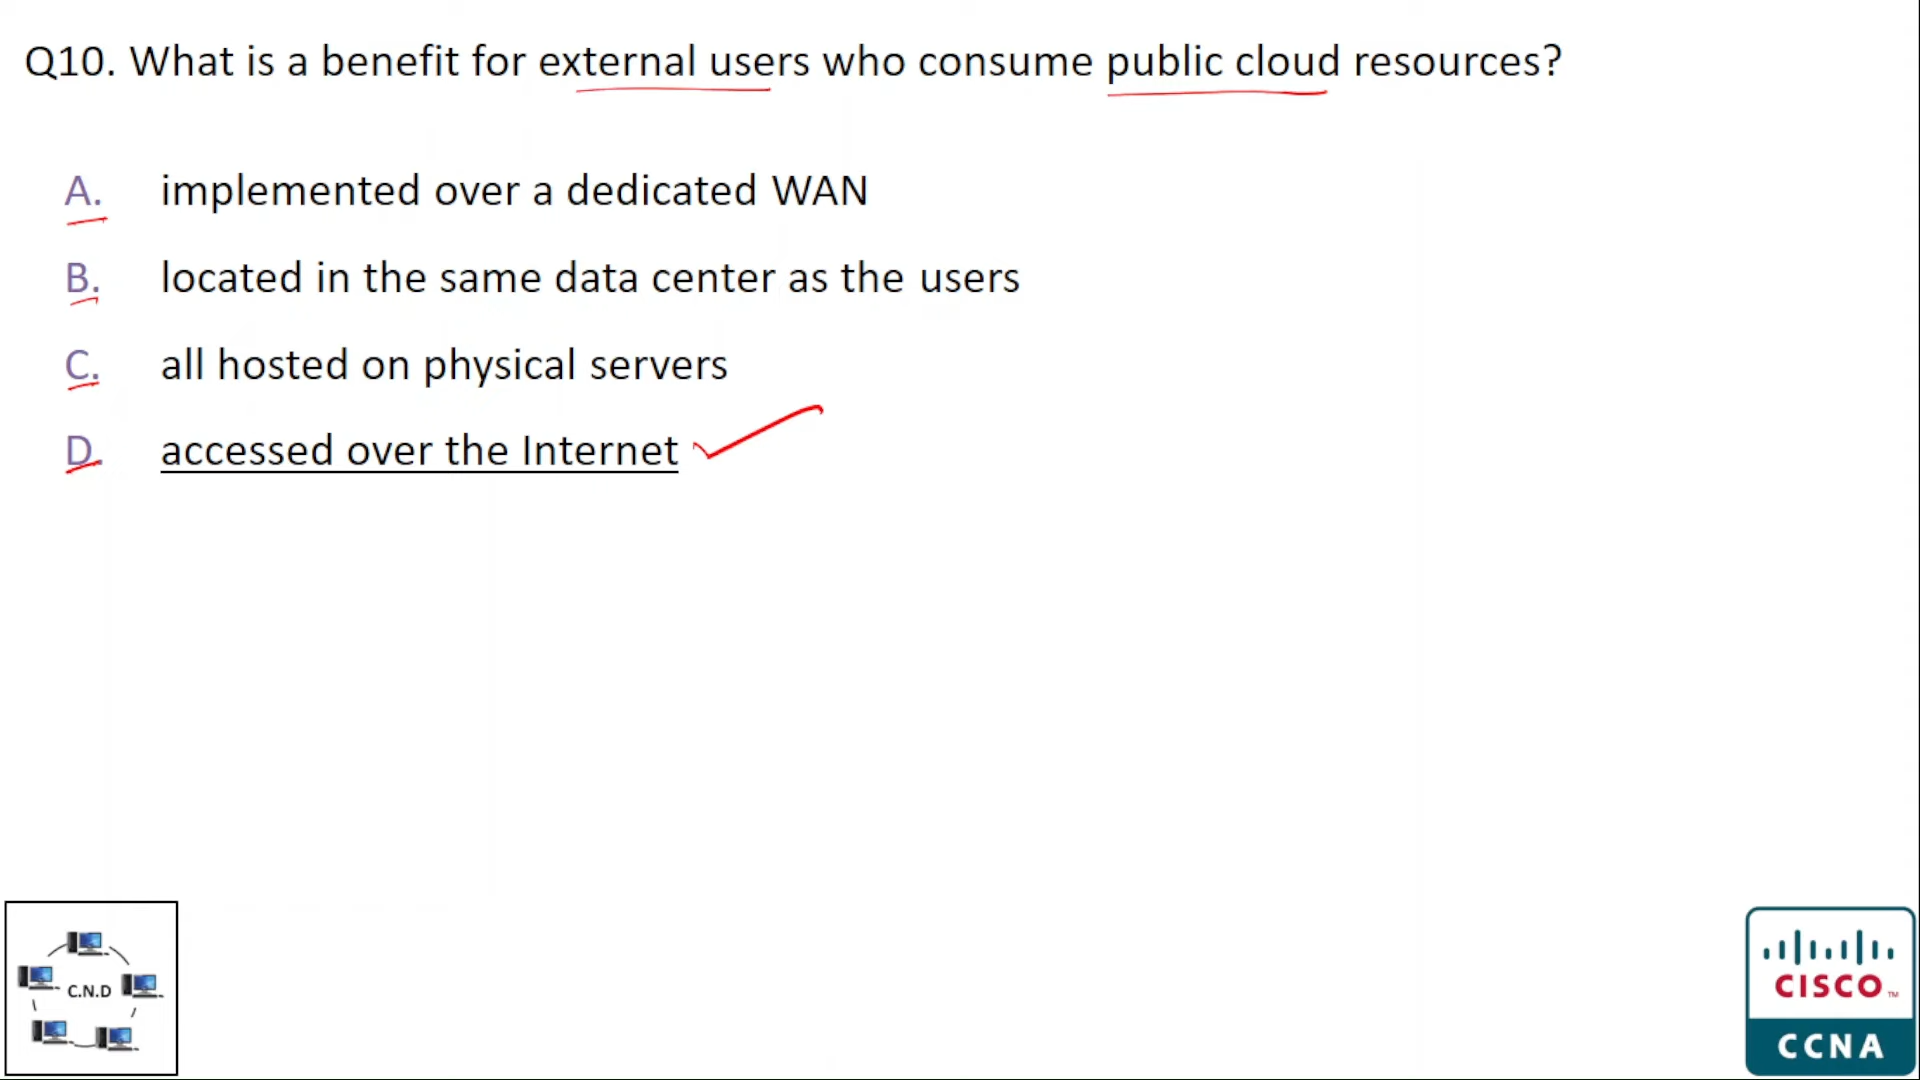 Q10. What is a benefit for external users who consume public cloud resources?
A. implemented over a dedicated WAN
B. located in the same data center as the users
C. all hosted on physical servers
D. accessed over the Internet
C.N.D
CISCO™
CCNA